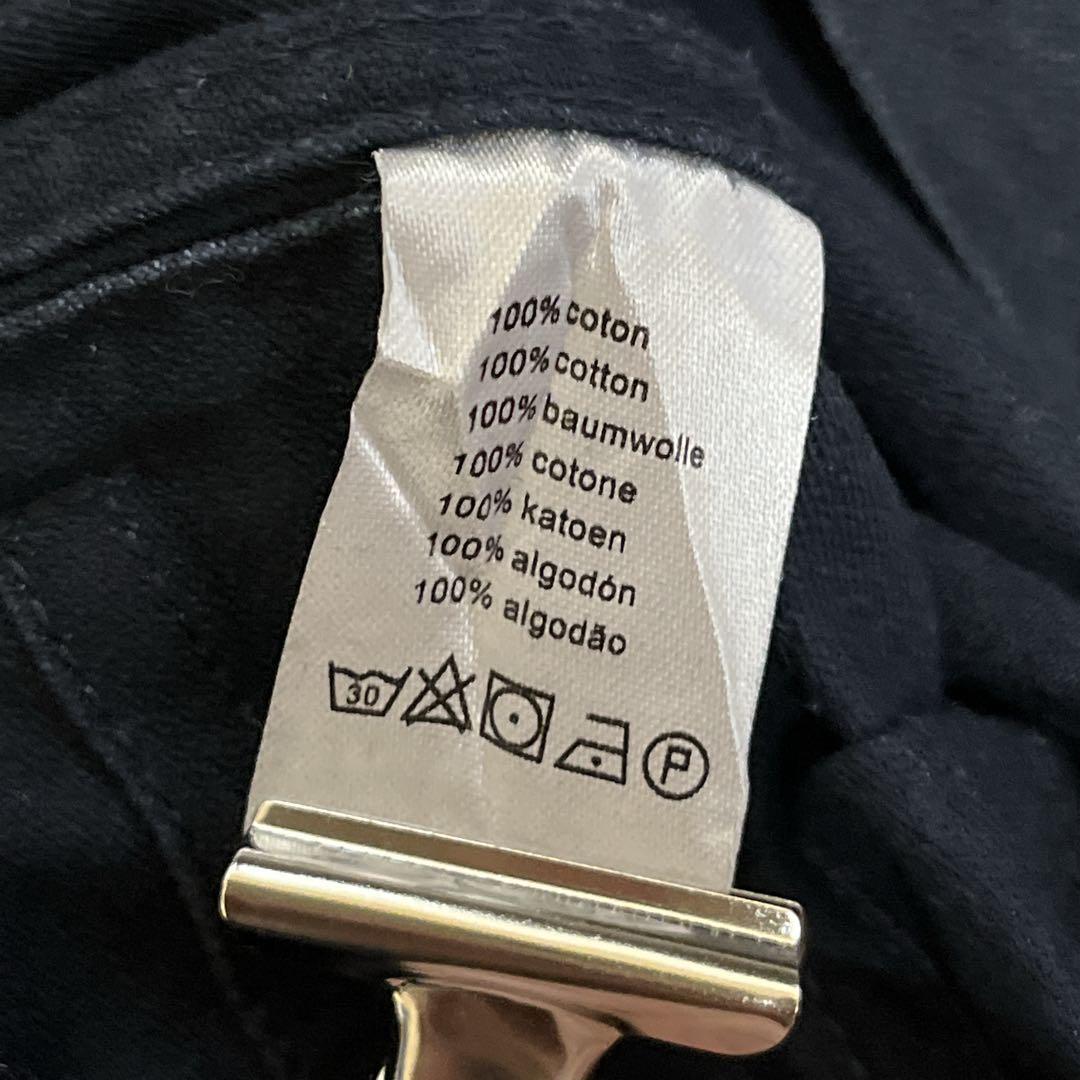 100% coton
100% cotton
100% baumwolle
100% cotone
100% katoen
100% algodón
100% algodão
30 P